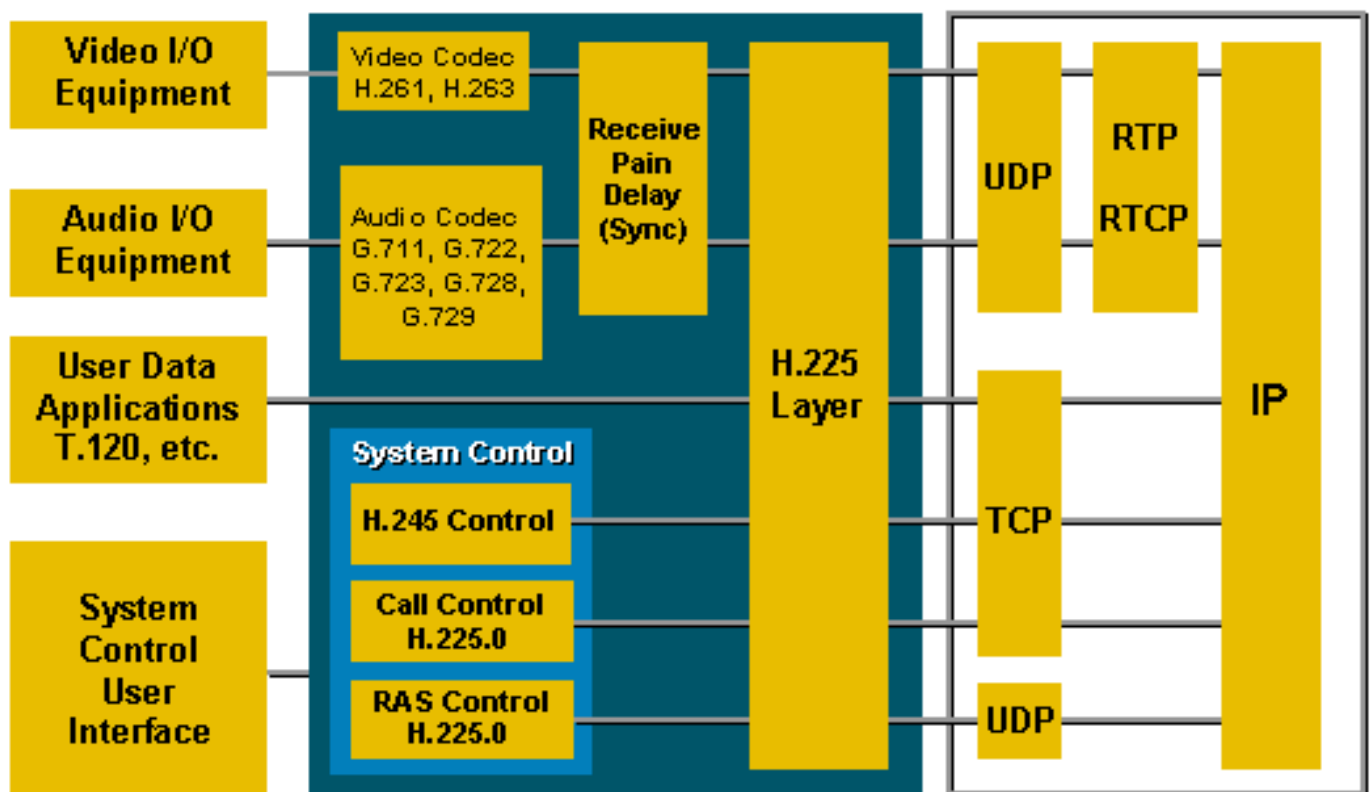 Video I/O
Equipment
Audio I/O
Equipment
User Data
Applications
T.120, etc.
System
Control
User
Interface
Video Codec
H.261, H.263
Audio Codec
G.711, G.722,
G.723, G.728,
G.729
Receive
Pain
Delay
(Sync)
System Control
H.245 Control
Call Control
H.225.0
RAS Control
H.225.0
H.225
Layer
UDP
RTP
RTCP
TCP
UDP
IP